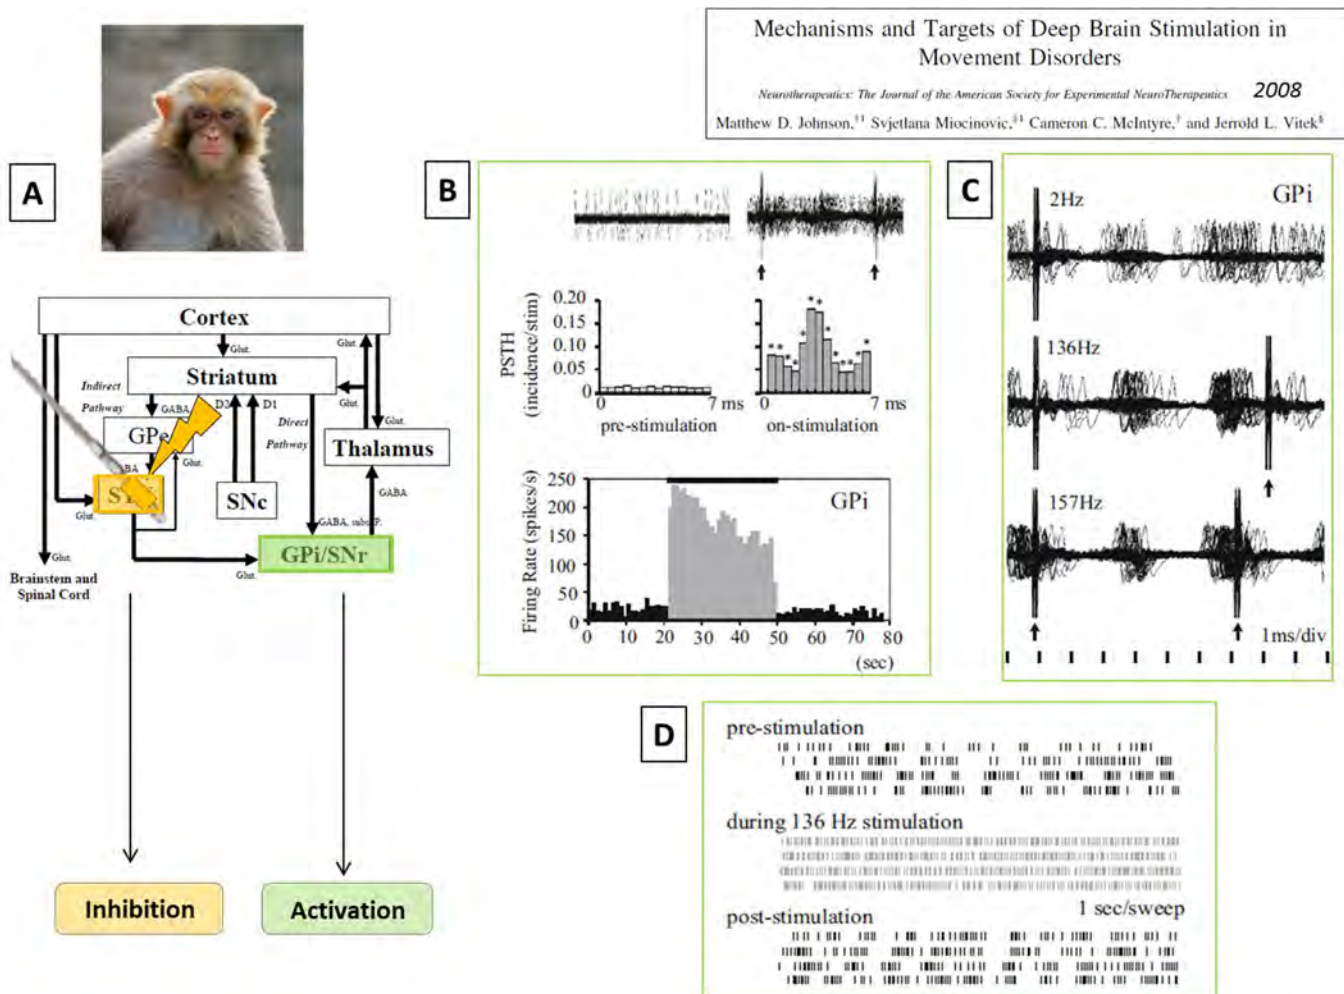 Mechanisms and Targets of Deep Brain Stimulation in
Movement Disorders
Neurotherapeutics: The Journal of the American Society for Experimental NeuroTherapeutics 2008
Matthew D. Johnson,†¶ Svjetlana Miocinovic,‡¶ Cameron C. McIntyre,† and Jerrold L. Vitek§
A
Cortex
Glut.
Glut.
Striatum
Indirect
Pathway
GABA
D2
D1
Direct
Pathway
Glut.
Glut.
GPe
Glut.
Thalamus
SNc
GABA
Glut.
GABA, subs P.
GPi/SNr
Glut.
Glut.
Brainstem and
Spinal Cord
Inhibition
Activation
B
PSTH
(incidence/stim)
0.20
0.15
0.10
0.05
0
0 7 ms
pre-stimulation
0 7 ms
on-stimulation
Firing Rate (spikes/s)
250
200
150
100
50
0
GPi
0 10 20 30 40 50 60 70 80
(sec)
C
2Hz
GPi
136Hz
157Hz
1ms/div
D
pre-stimulation
during 136 Hz stimulation
1 sec/sweep
post-stimulation